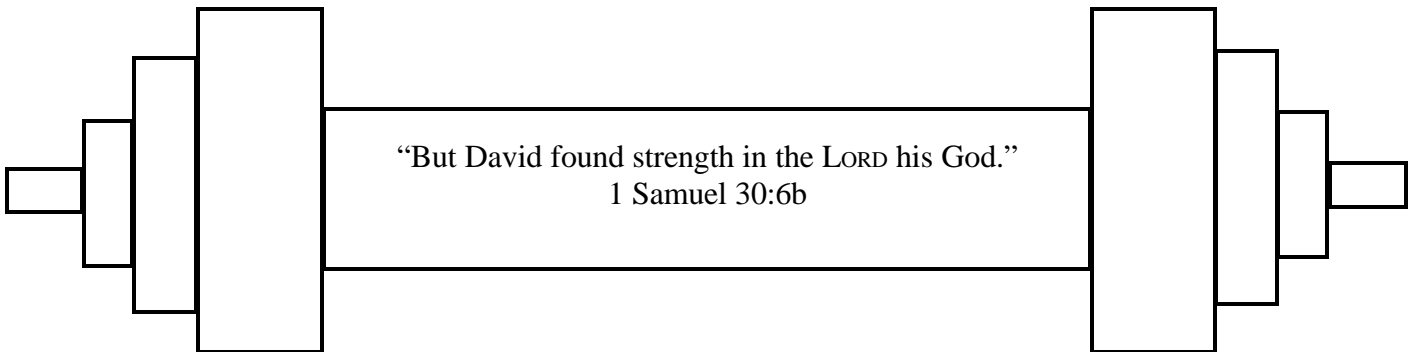 “But David found strength in the LORD his God.”
1 Samuel 30:6b